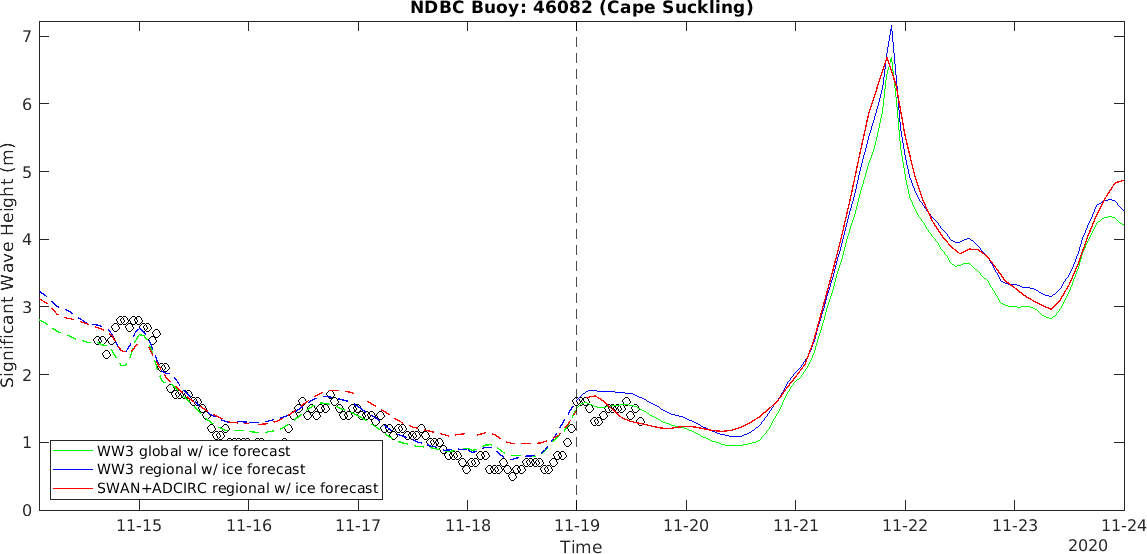 NDBC Buoy: 46082 (Cape Suckling)
7
6
5
4
3
2
1
0
Significant Wave Height (m)
WW3 global w/ ice forecast
WW3 regional w/ ice forecast
SWAN+ADCIRC regional w/ ice forecast
11-15 11-16 11-17 11-18 11-19 11-20 11-21 11-22 11-23 11-24
Time
2020